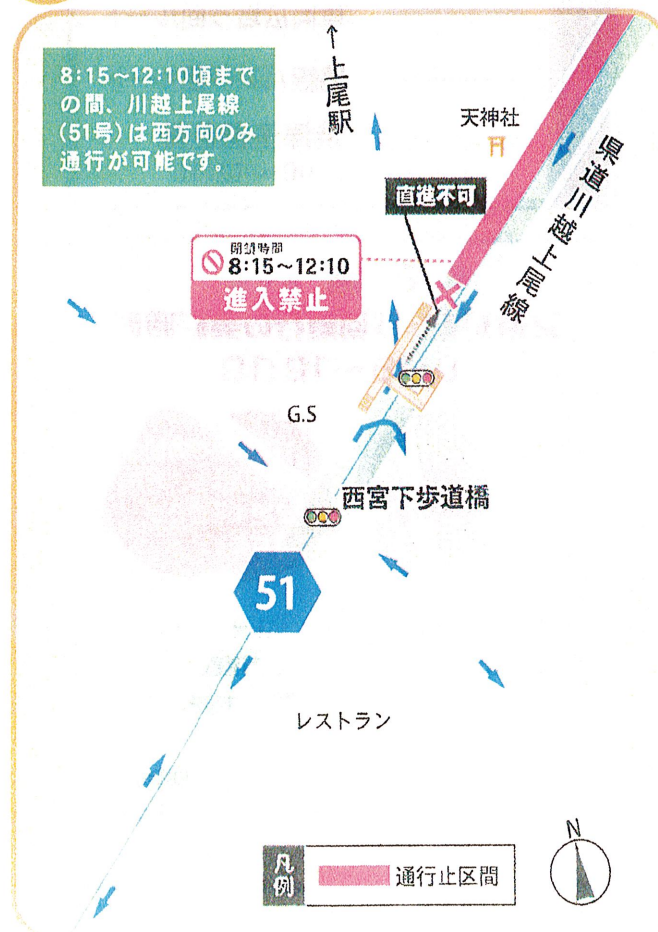 8:15~12:10頃まで
の間、川越上尾線
(51号)は西方向のみ
通行が可能です。
↑上尾駅
天神社
県道川越上尾線
直進不可
閉鎖時間
8:15~12:10
進入禁止
G.S
西宮下歩道橋
51
レストラン
N
凡例
通行止区間